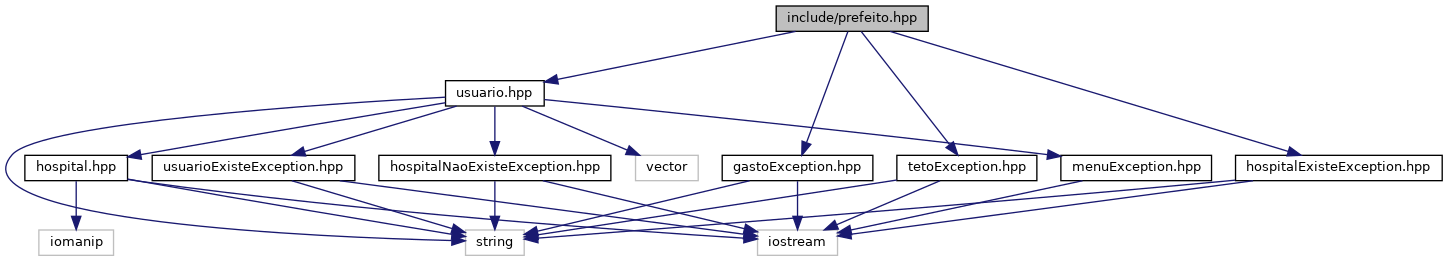 include/prefeito.hpp
usuario.hpp
hospital.hpp
usuarioExisteException.hpp
hospitalNaoExisteException.hpp
vector
gastoException.hpp
tetoException.hpp
menuException.hpp
hospitalExisteException.hpp
iomanip
string
iostream